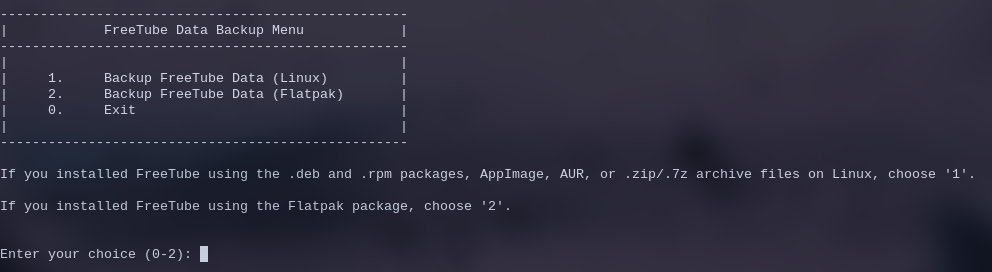 ---------------------------------------------------
|            FreeTube Data Backup Menu            |
---------------------------------------------------
|                                                 |
|     1.     Backup FreeTube Data (Linux)         |
|     2.     Backup FreeTube Data (Flatpak)       |
|     0.     Exit                                 |
|                                                 |
---------------------------------------------------
If you installed FreeTube using the .deb and .rpm packages, AppImage, AUR, or .zip/.7z archive files on Linux, choose '1'.
If you installed FreeTube using the Flatpak package, choose '2'.
Enter your choice (0-2):